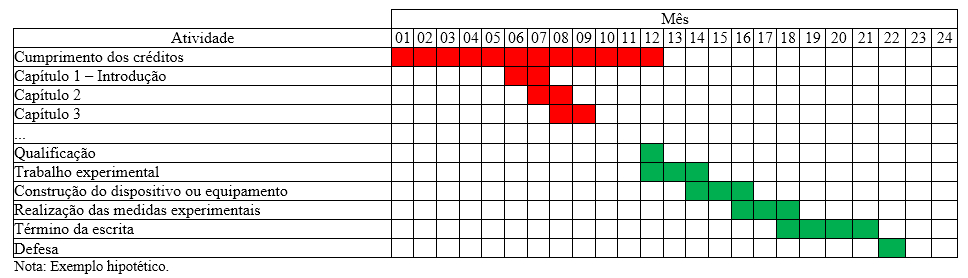 Mês
Atividade 01 02 03 04 05 06 07 08 09 10 11 12 13 14 15 16 17 18 19 20 21 22 23 24
Cumprimento dos créditos
Capítulo 1 – Introdução
Capítulo 2
Capítulo 3
...
Qualificação
Trabalho experimental
Construção do dispositivo ou equipamento
Realização das medidas experimentais
Término da escrita
Defesa
Nota: Exemplo hipotético.